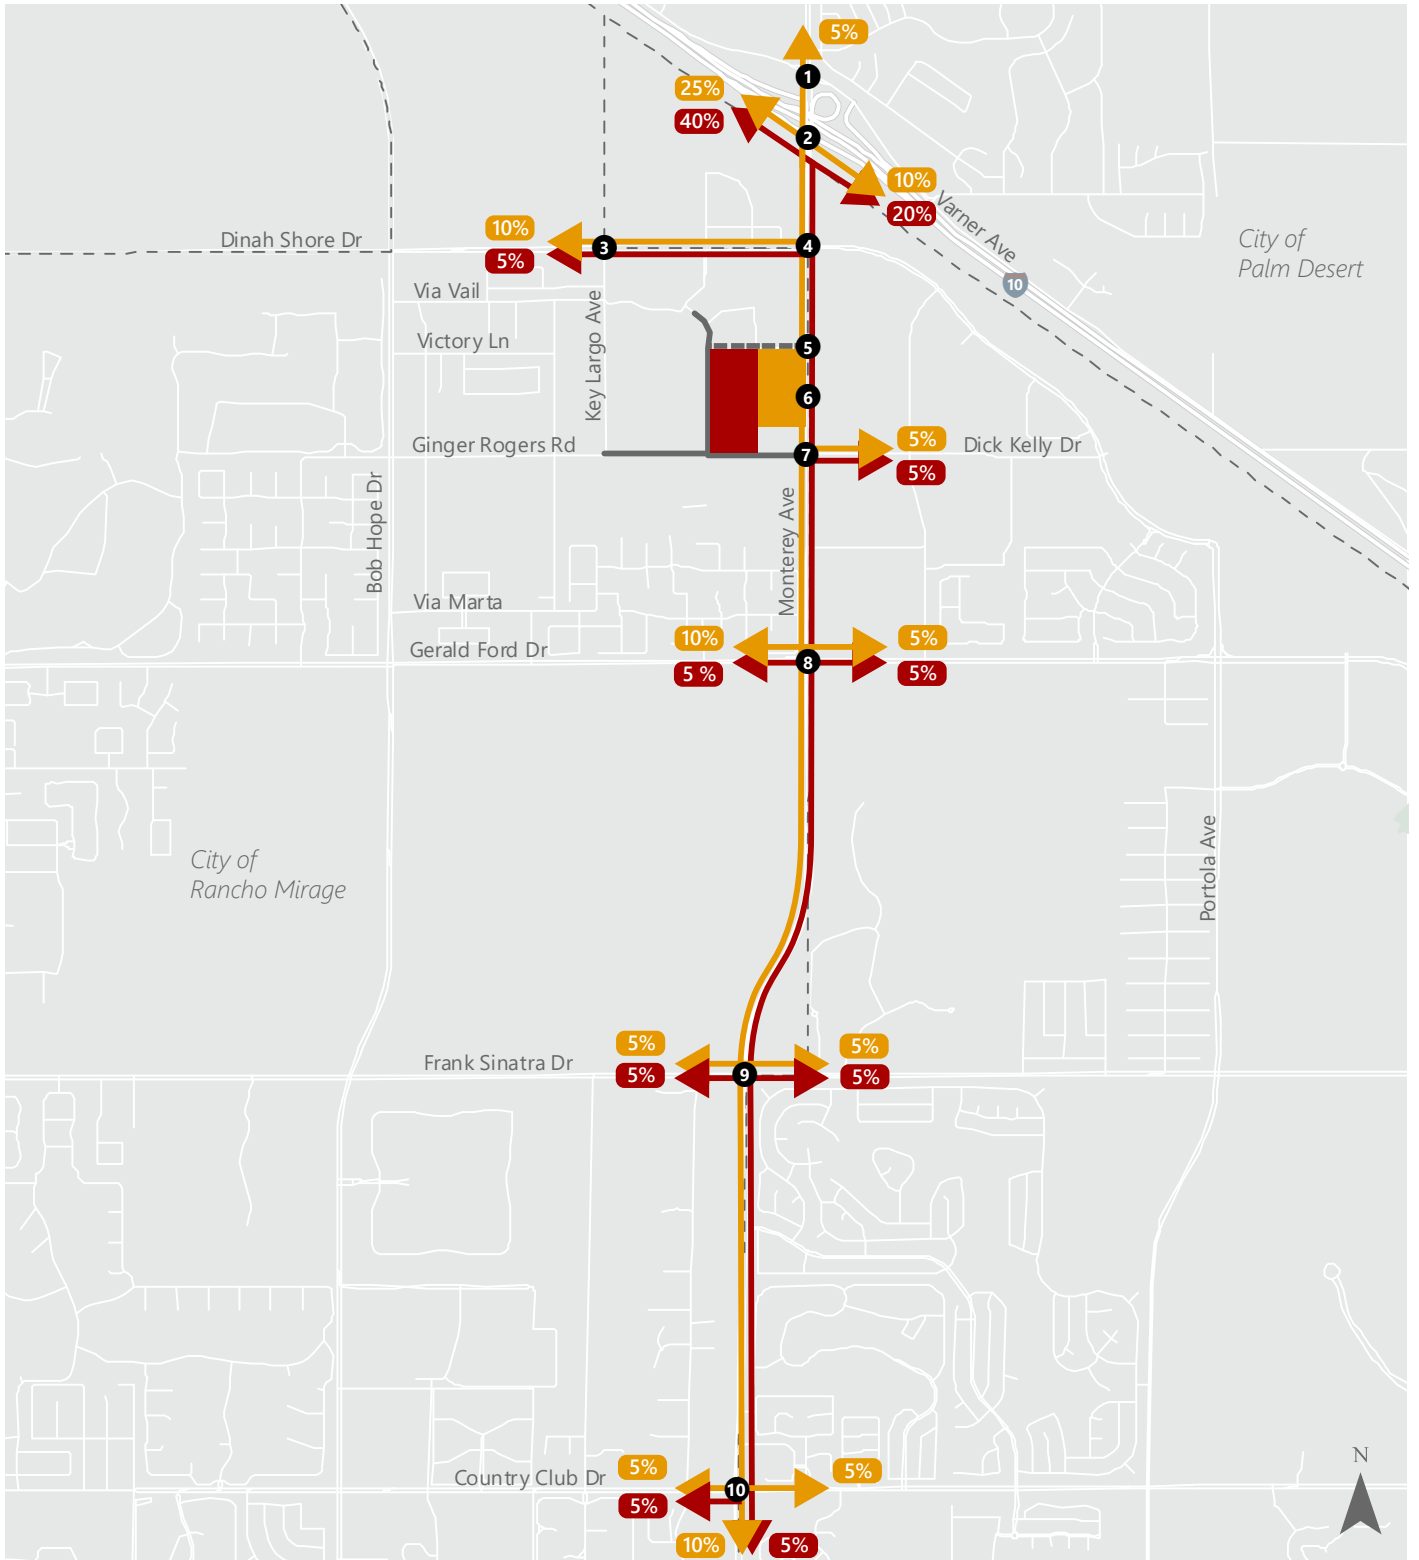 5%
1
25%
40%
2
10%
20%
Varner Ave
10%
5%
Dinah Shore Dr
3
4
City of
Palm Desert
10
Via Vail
Key Largo Ave
Victory Ln
5
6
Ginger Rogers Rd
7
5%
5%
Dick Kelly Dr
Bob Hope Dr
Monterey Ave
Via Marta
10%
5 %
8
5%
5%
Gerald Ford Dr
City of
Rancho Mirage
Portola Ave
Frank Sinatra Dr
5%
5%
9
5%
5%
Country Club Dr
5%
5%
10
5%
10%
5%
N